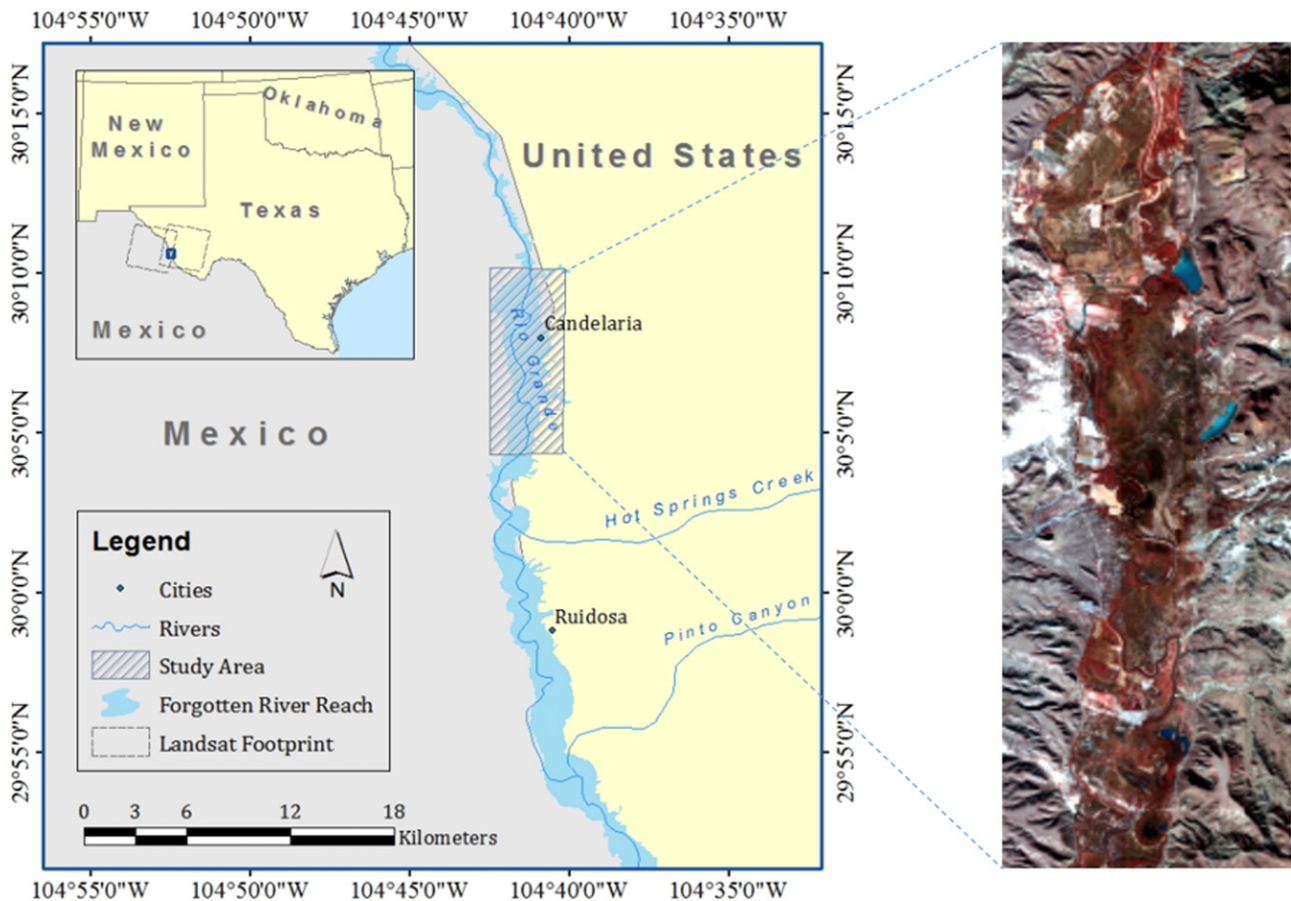 104°55'0"W 104°50'0"W 104°45'0"W 104°40'0"W 104°35'0"W
30°15'0"N
30°10'0"N
30°5'0"N
30°0'0"N
29°55'0"N
New
Mexico
Oklahoma
Texas
Mexico
United States
Candelaria
Rio Grande
Mexico
Hot Springs Creek
Ruidosa
Pinto Canyon
Legend
Cities
Rivers
Study Area
Forgotten River Reach
Landsat Footprint
N
0 3 6 12 18
Kilometers
30°15'0"N
30°10'0"N
30°5'0"N
30°0'0"N
29°55'0"N
104°55'0"W 104°50'0"W 104°45'0"W 104°40'0"W 104°35'0"W